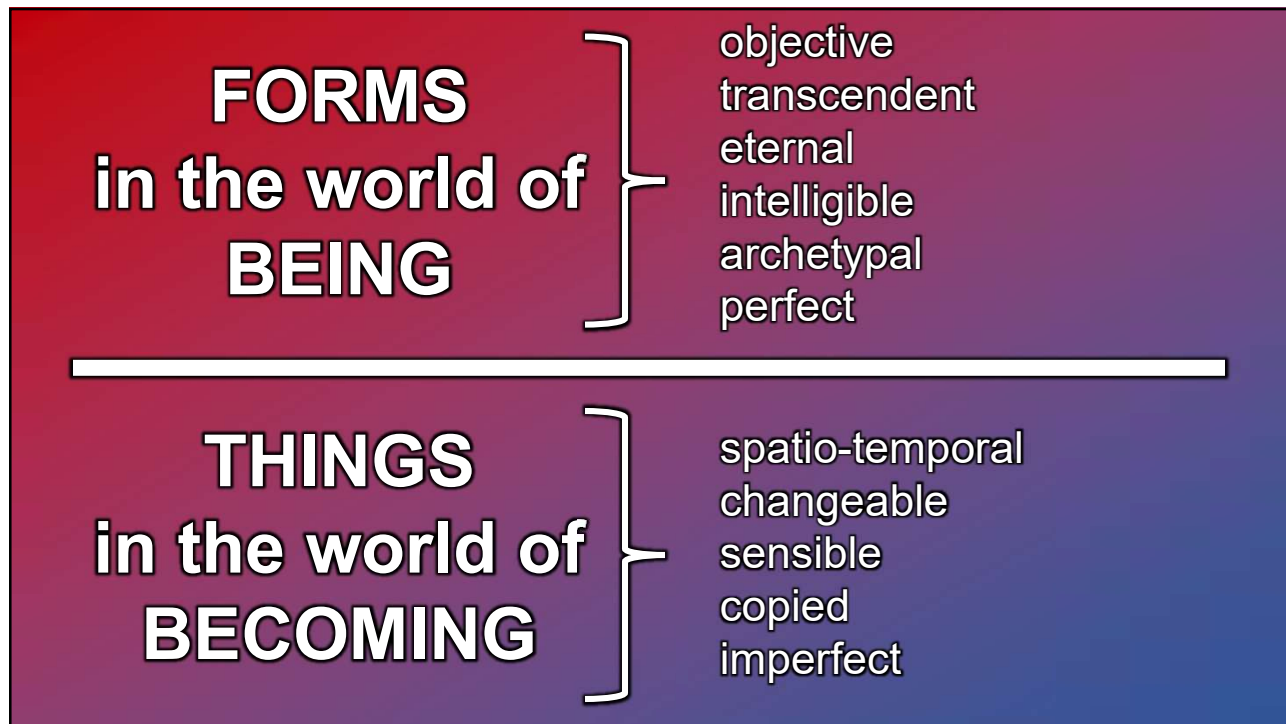 FORMS
in the world of
BEING
objective
transcendent
eternal
intelligible
archetypal
perfect
THINGS
in the world of
BECOMING
spatio-temporal
changeable
sensible
copied
imperfect